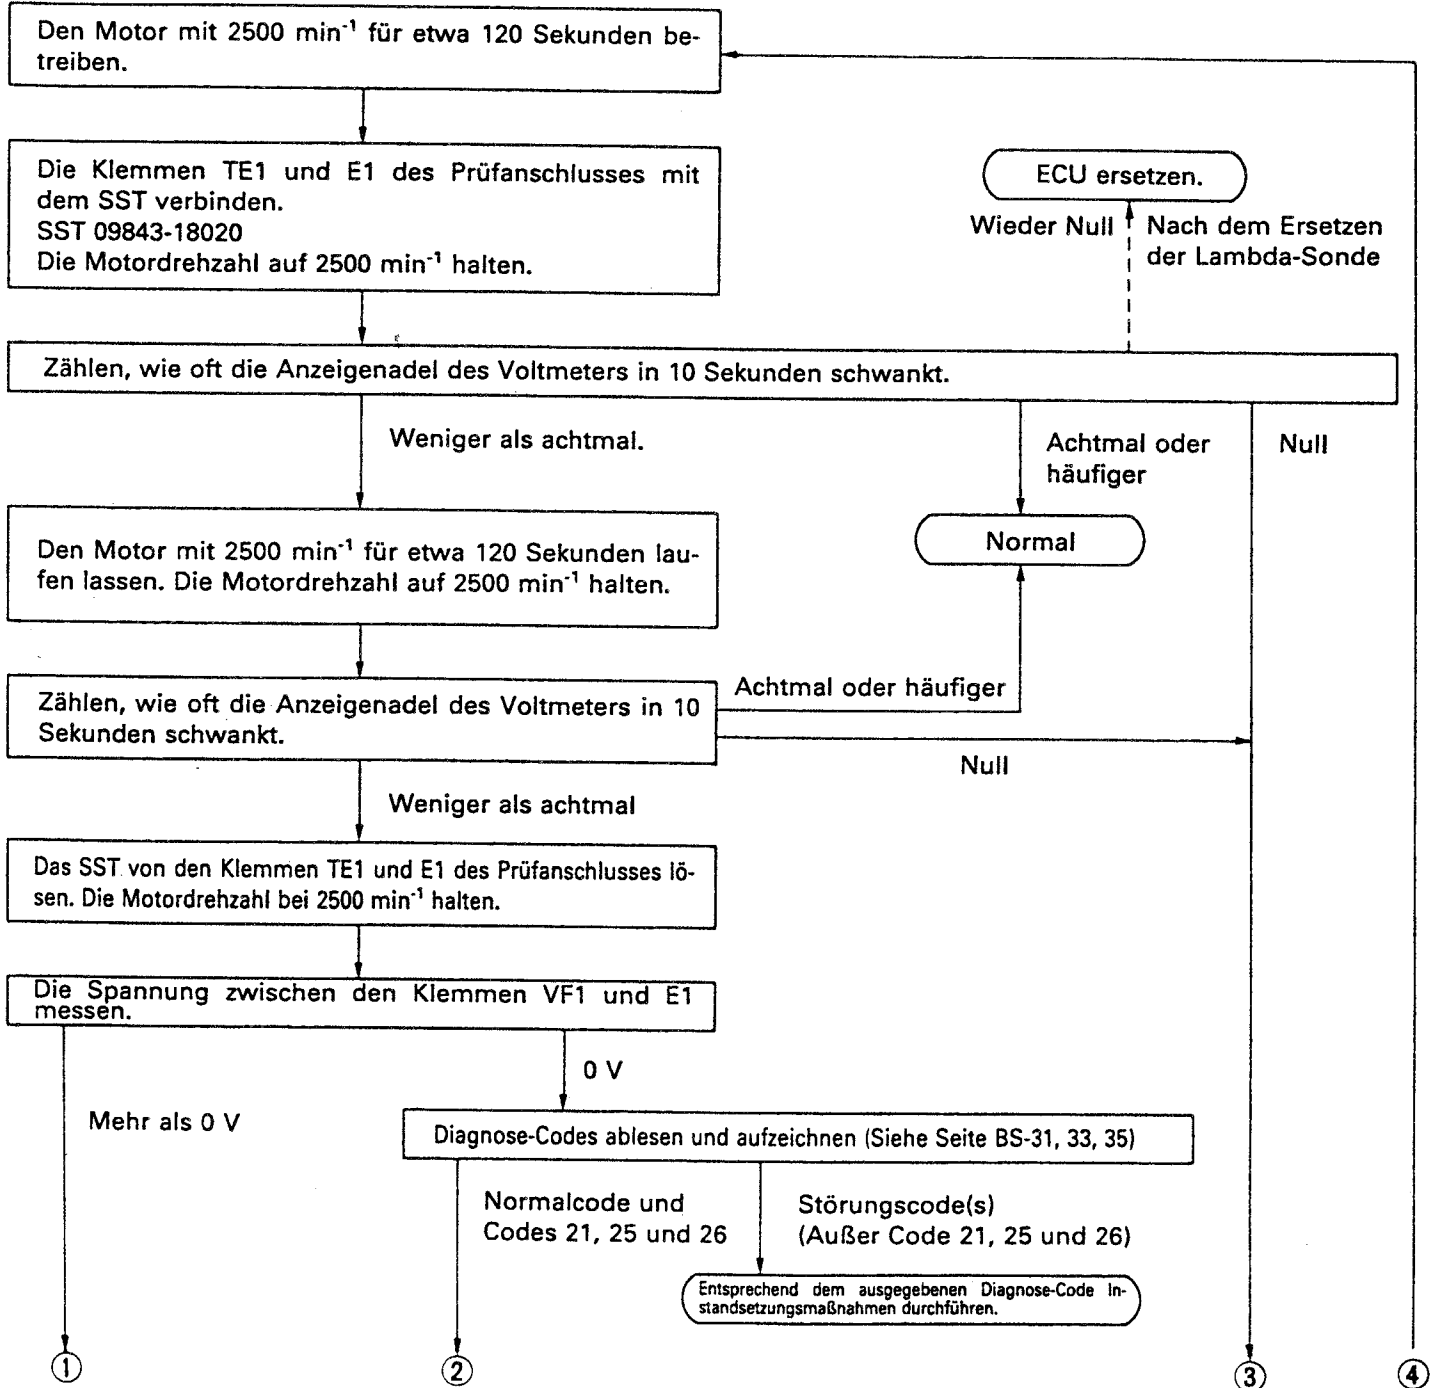 Den Motor mit 2500 min⁻¹ für etwa 120 Sekunden be-
treiben.
Die Klemmen TE1 und E1 des Prüfanschlusses mit
dem SST verbinden.
SST 09843-18020
Die Motordrehzahl auf 2500 min⁻¹ halten.
ECU ersetzen.
Wieder Null
Nach dem Ersetzen
der Lambda-Sonde
Zählen, wie oft die Anzeigenadel des Voltmeters in 10 Sekunden schwankt.
Weniger als achtmal.
Achtmal oder
häufiger
Null
Den Motor mit 2500 min⁻¹ für etwa 120 Sekunden lau-
fen lassen. Die Motordrehzahl auf 2500 min⁻¹ halten.
Normal
Zählen, wie oft die Anzeigenadel des Voltmeters in 10
Sekunden schwankt.
Achtmal oder häufiger
Null
Weniger als achtmal
Das SST von den Klemmen TE1 und E1 des Prüfanschlusses lö-
sen. Die Motordrehzahl bei 2500 min⁻¹ halten.
Die Spannung zwischen den Klemmen VF1 und E1
messen.
0 V
Mehr als 0 V
Diagnose-Codes ablesen und aufzeichnen (Siehe Seite BS-31, 33, 35)
Normalcode und
Codes 21, 25 und 26
Störungscode(s)
(Außer Code 21, 25 und 26)
Entsprechend dem ausgegebenen Diagnose-Code In-
standsetzungsmaßnahmen durchführen.
①
②
③
④